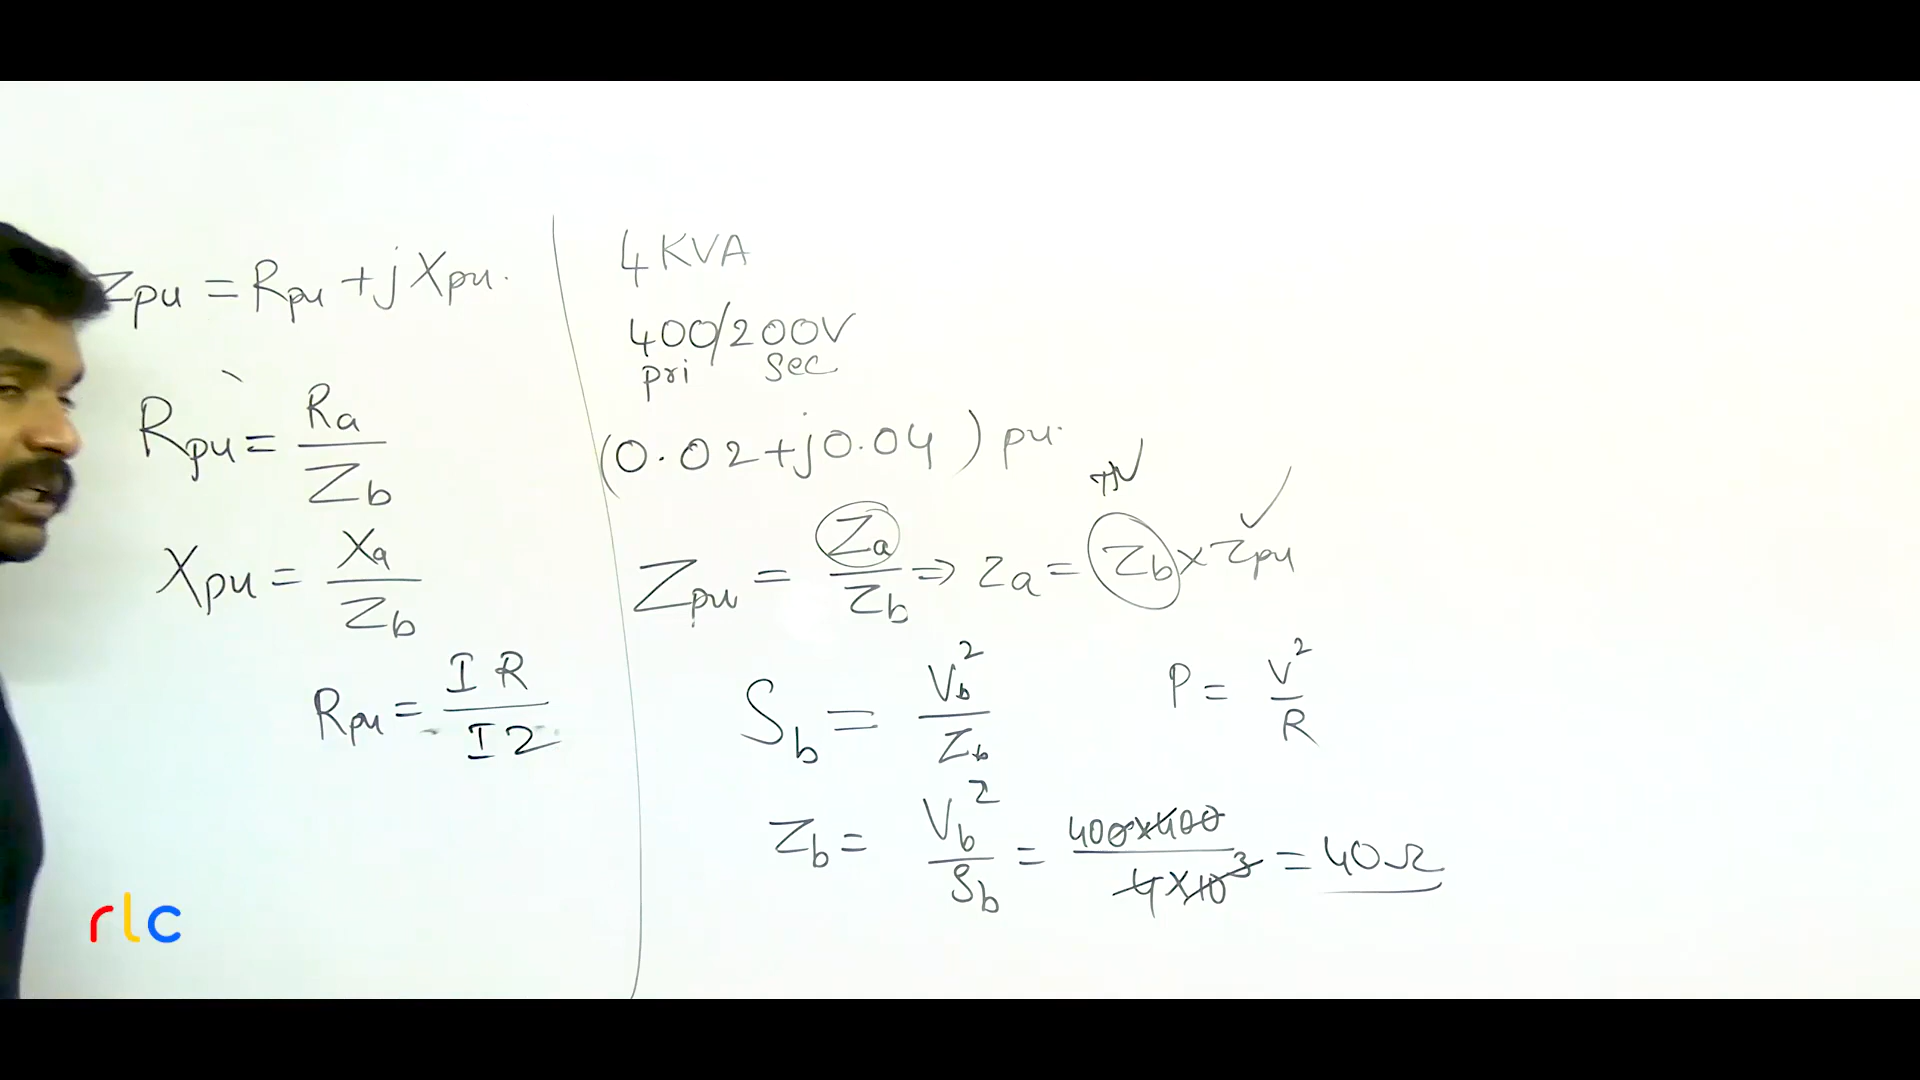 Zpu = Rpu + jXpu.
Rpu = Ra / Zb
Xpu = Xa / Zb
Rpu = IR / IZ
4 KVA
400/200V
pri sec
(0.02+j0.04) pu.
Zpu = Za / Zb ⇒ Za = Zb × Zpu
Sb = Vb² / Zb
P = V² / R
Zb = Vb² / Sb = 400×400 / 4×10³ = 40Ω
rlc